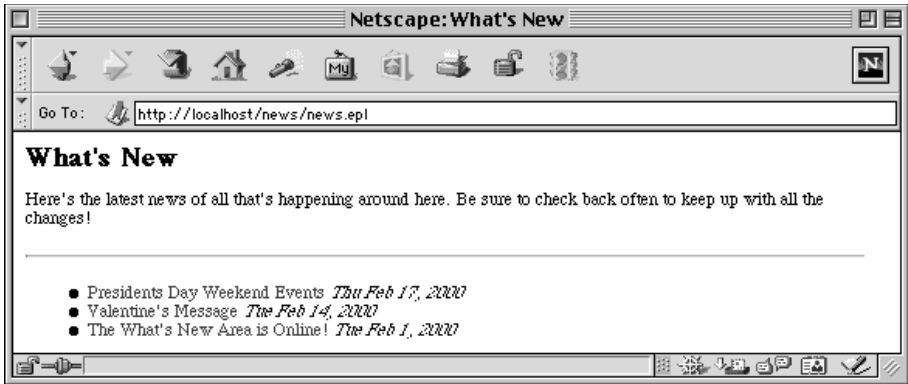 Netscape: What's New
My
N
Go To: http://localhost/news/news.epl
What's New
Here's the latest news of all that's happening around here. Be sure to check back often to keep up with all the
changes!
Presidents Day Weekend Events Thu Feb 17, 2000
Valentine's Message Tue Feb 14, 2000
The What's New Area is Online! Tue Feb 1, 2000